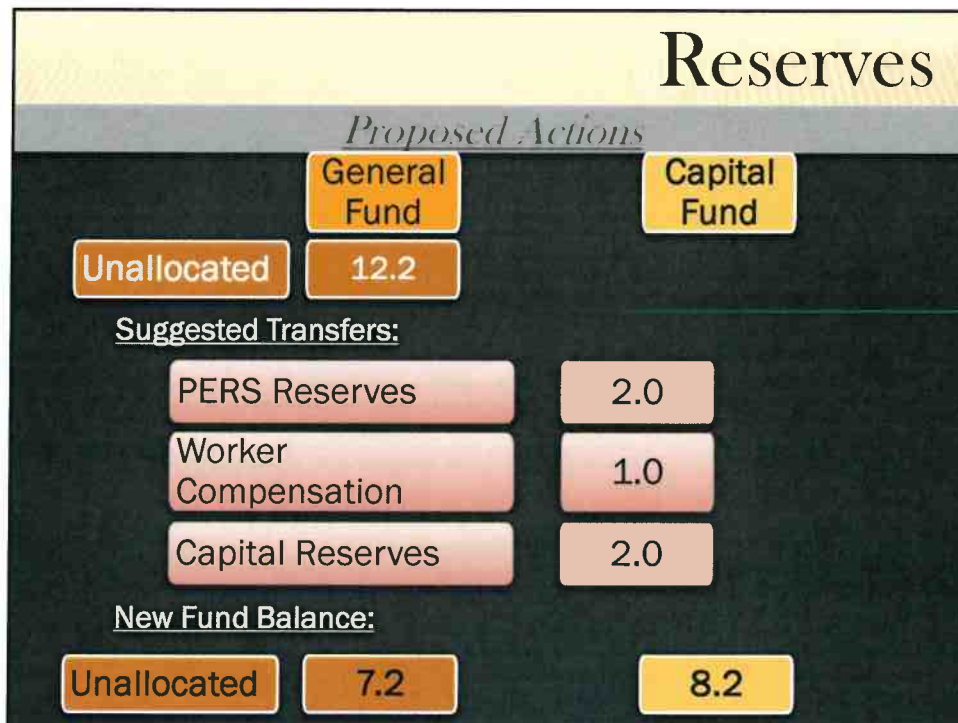 Reserves
Proposed Actions
General
Fund
Capital
Fund
Unallocated 12.2
Suggested Transfers:
PERS Reserves 2.0
Worker
Compensation 1.0
Capital Reserves 2.0
New Fund Balance:
Unallocated 7.2 8.2